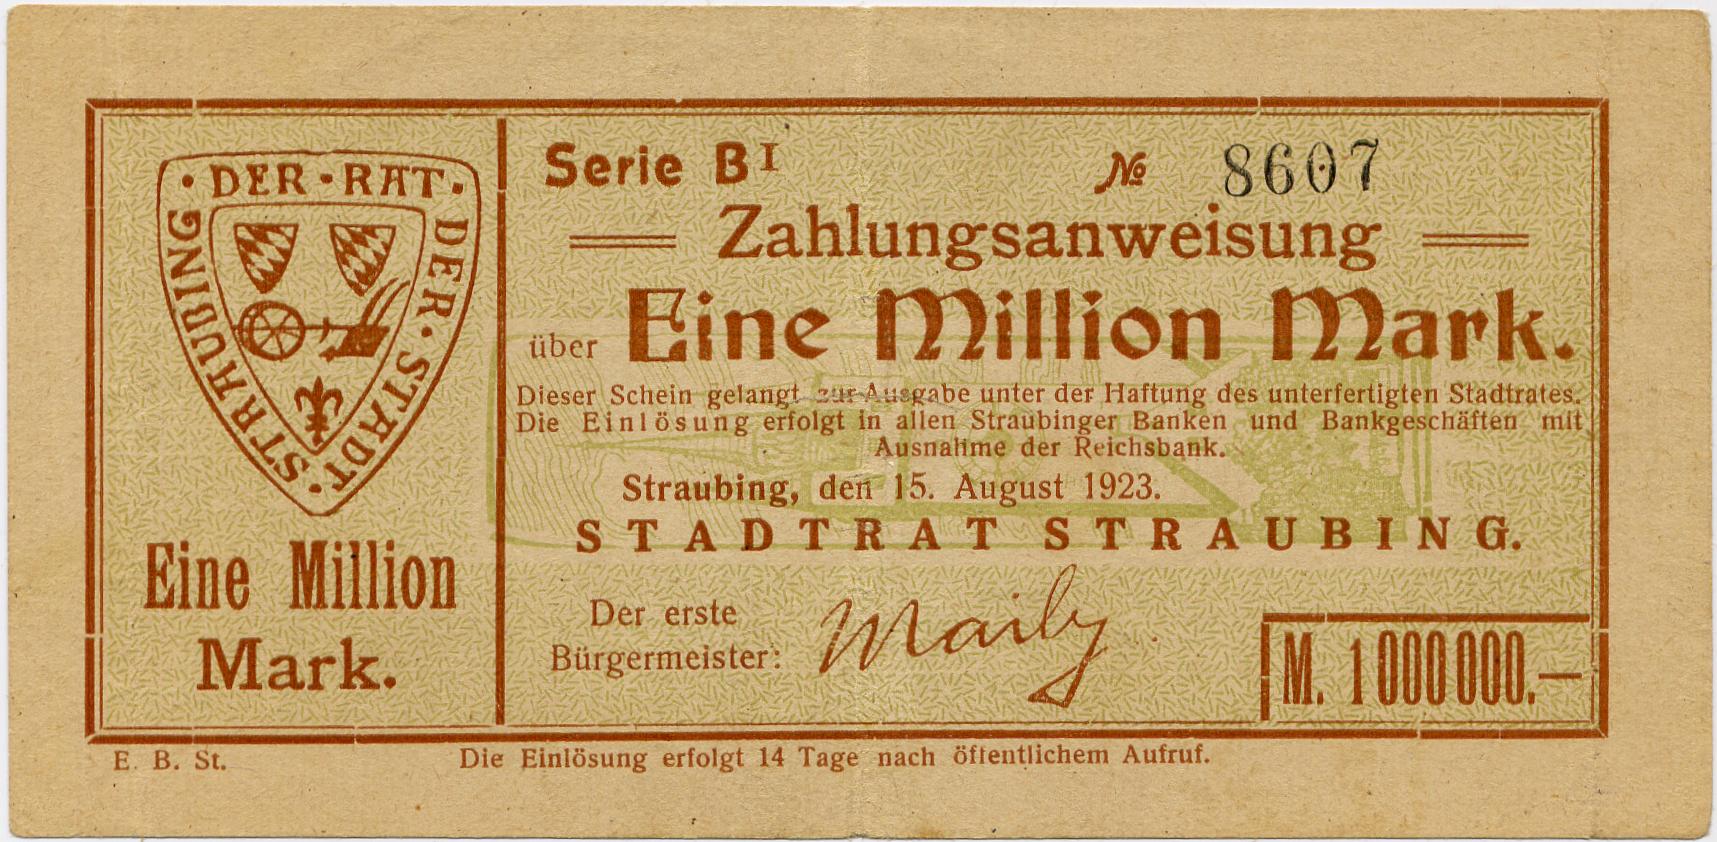 · DER · RAT · DER · STADT · STRAUBING
Eine Million
Mark.
Serie B I
№ 8607
Zahlungsanweisung
über Eine Million Mark.
Dieser Schein gelangt zur Ausgabe unter der Haftung des unterfertigten Stadtrates.
Die Einlösung erfolgt in allen Straubinger Banken und Bankgeschäften mit
Ausnahme der Reichsbank.
Straubing, den 15. August 1923.
STADTRAT STRAUBING.
Der erste
Bürgermeister:
M. 1000000.—
E. B. St.
Die Einlösung erfolgt 14 Tage nach öffentlichem Aufruf.